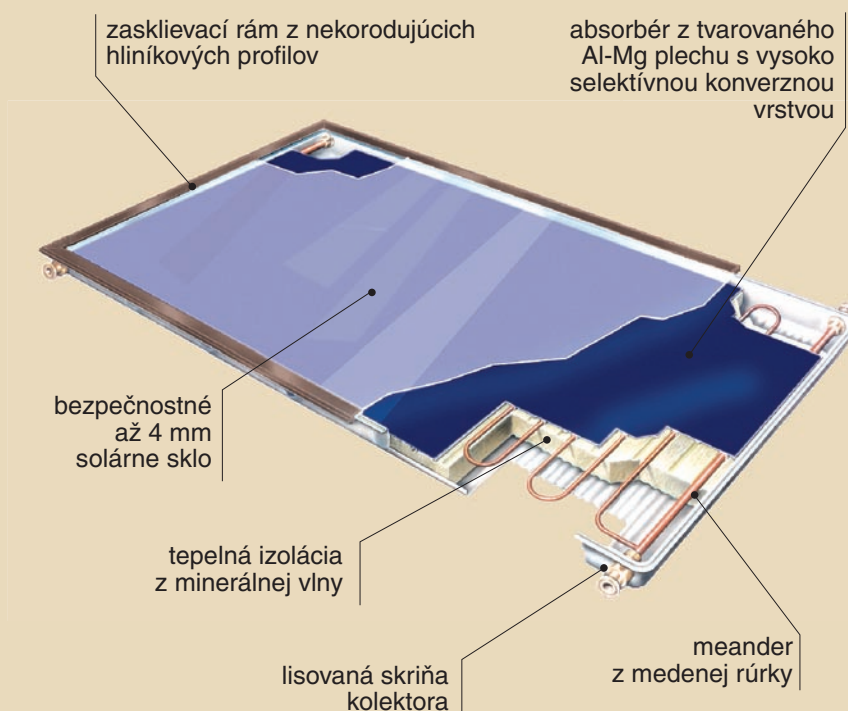 zasklievací rám z nekorodujúcich
hliníkových profilov
absorbér z tvarovaného
Al-Mg plechu s vysoko
selektívnou konverznou
vrstvou
bezpečnostné
až 4 mm
solárne sklo
tepelná izolácia
z minerálnej vlny
lisovaná skriňa
kolektora
meander
z medenej rúrky